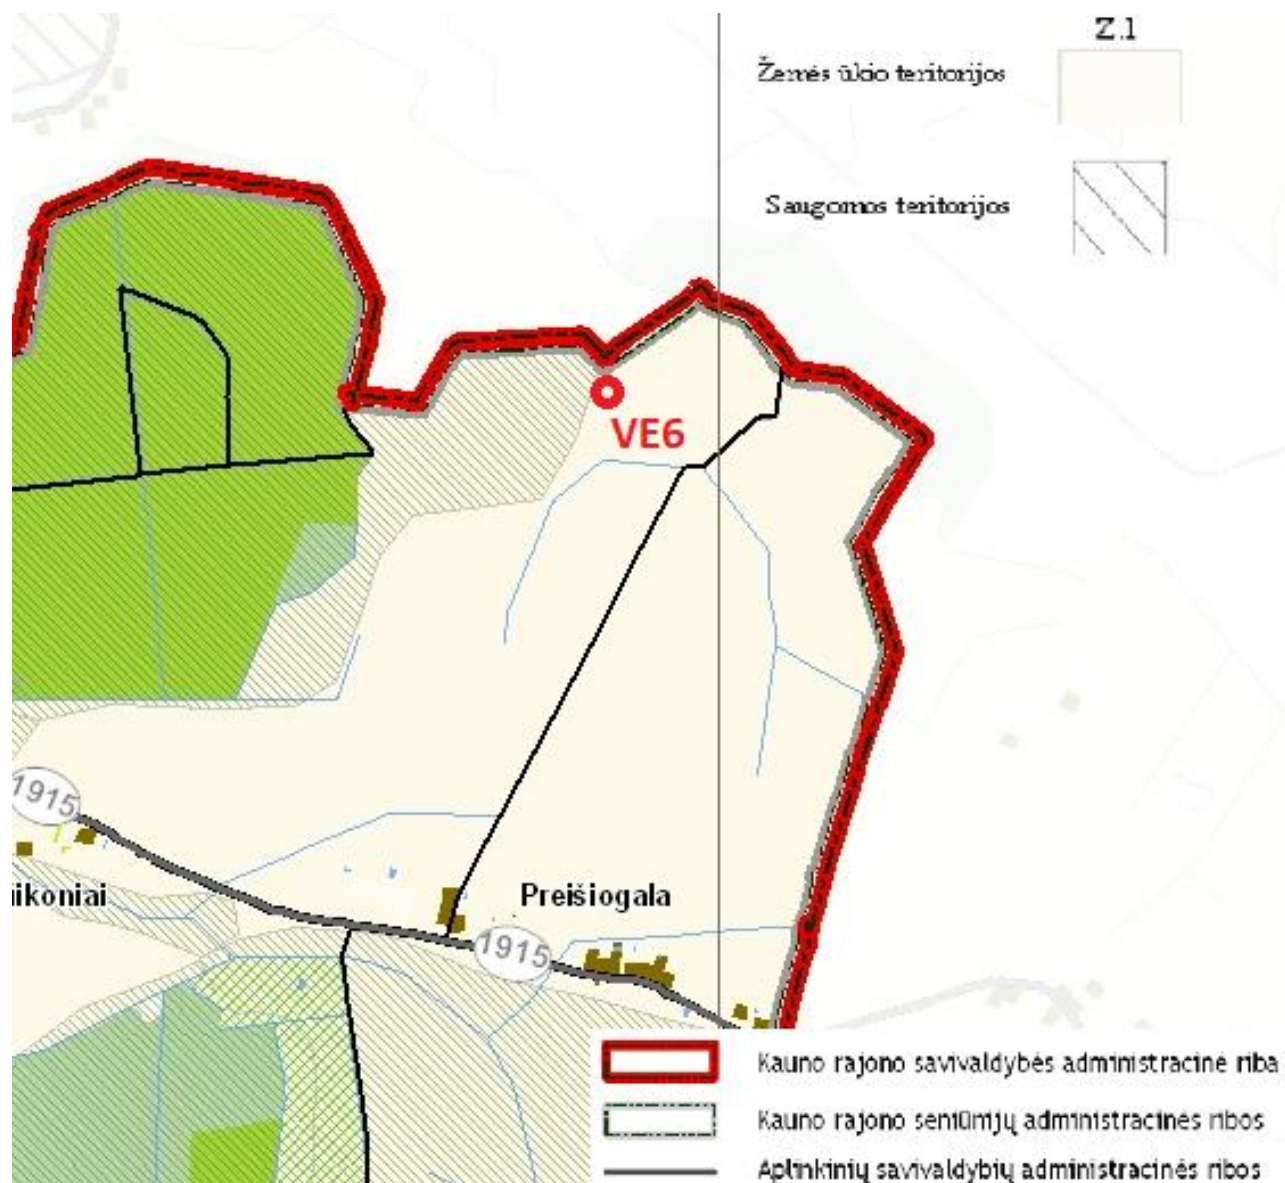 Z.1
Žemės ūkio teritorijos
Saugomos teritorijos
VE6
1915
ikoniai
Preišiogala
1915
Kauno rajono savivaldybės administracinė riba
Kauno rajono seniūnijų administracinės ribos
Aplinkinių savivaldybių administracinės ribos